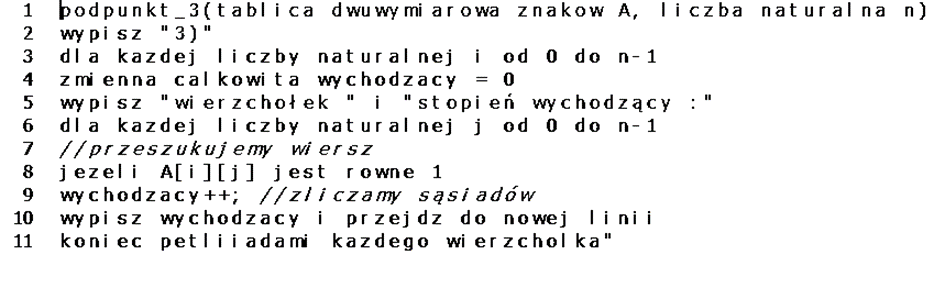 1 podpunkt_3(tablica dwuwymiarowa znakow A, liczba naturalna n)
2 wypisz "3)"
3 dla kazdej liczby naturalnej i od 0 do n-1
4 zmienna calkowita wychodzacy = 0
5 wypisz "wierzchołek " i "stopień wychodzący :"
6 dla kazdej liczby naturalnej j od 0 do n-1
7 //przeszukujemy wiersz
8 jezeli A[i][j] jest rowne 1
9 wychodzacy++; //zliczamy sąsiadów
10 wypisz wychodzacy i przejdz do nowej linii
11 koniec petliiadami kazdego wierzcholka"